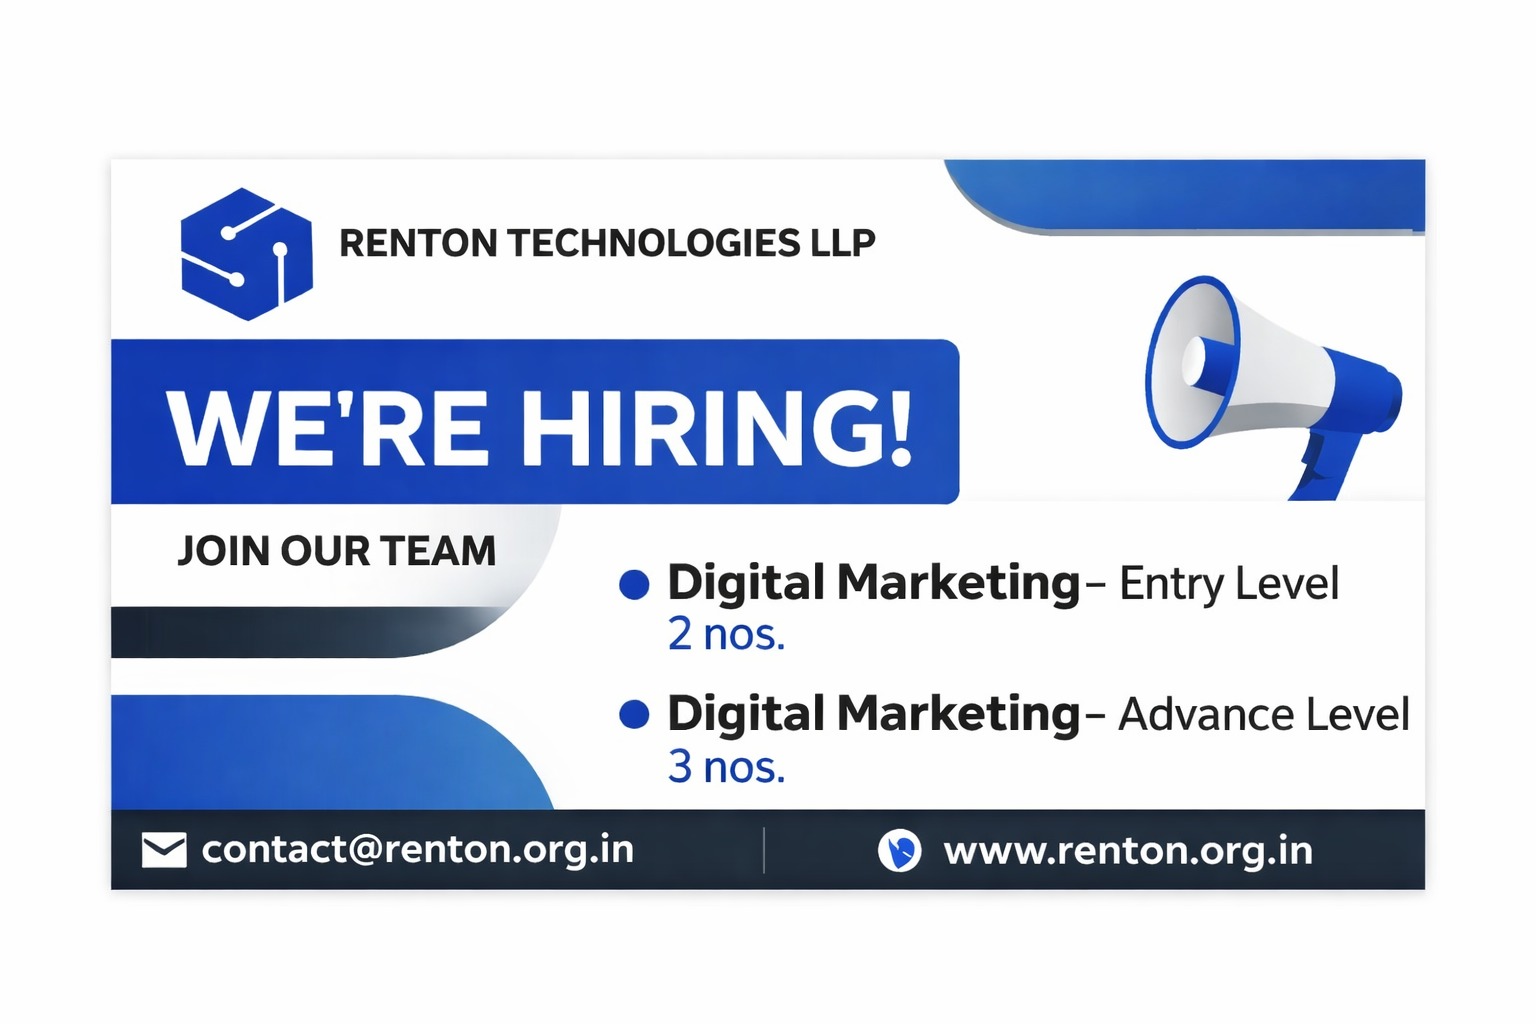 RENTON TECHNOLOGIES LLP
WE'RE HIRING!
JOIN OUR TEAM
Digital Marketing– Entry Level
2 nos.
Digital Marketing– Advance Level
3 nos.
contact@renton.org.in
www.renton.org.in